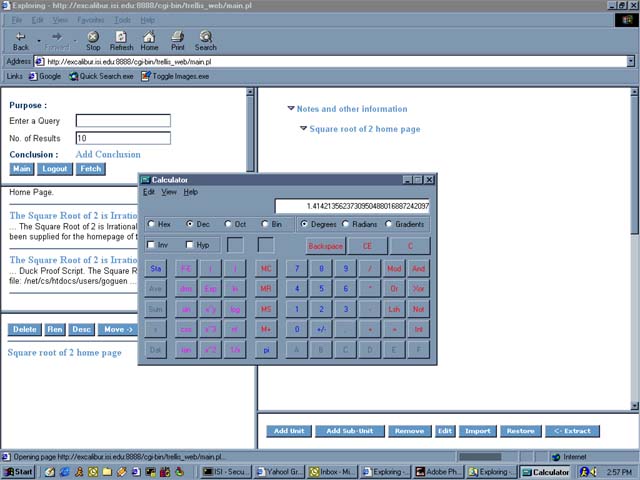 Exploring - http://excalibur.isi.edu:8888/cgi-bin/trellis_web/main.pl
File Edit View Favorites Tools Help
Back Forward Stop Refresh Home Print Search
Address http://excalibur.isi.edu:8888/cgi-bin/trellis_web/main.pl
Links Google Quick Search.exe Toggle Images.exe
Purpose :
Enter a Query
No. of Results 10
Conclusion : Add Conclusion
Main Logout Fetch
Home Page.
The Square Root of 2 is Irratio
... The Square Root of 2 is Irrational
been supplied for the homepage of t
The Square Root of 2 is Irratio
... Duck Proof Script. The Square R
file: /net/cs/htdocs/users/goguen ...
Delete Ren Desc Move ->
Square root of 2 home page
Notes and other information
Square root of 2 home page
Calculator
Edit View Help
1.4142135623730950488016887242097
Hex Dec Oct Bin Degrees Radians Gradients
Inv Hyp Backspace CE C
Sta F-E ( ) MC 7 8 9 / Mod And
Ave dms Exp ln MR 4 5 6 * Or Xor
Sum sin x^y log MS 1 2 3 - Lsh Not
s cos x^3 n! M+ 0 +/- . + = Int
Dat tan x^2 1/x pi A B C D E F
Add Unit Add Sub-Unit Remove Edit Import Restore <- Extract
Opening page http://excalibur.isi.edu:8888/cgi-bin/trellis_web/main.pl...
Internet
Start ISI - Secu... Yahoo! Gr... Inbox - Mi... Exploring -... Adobe Ph... Exploring -... Calculator 2:57 PM